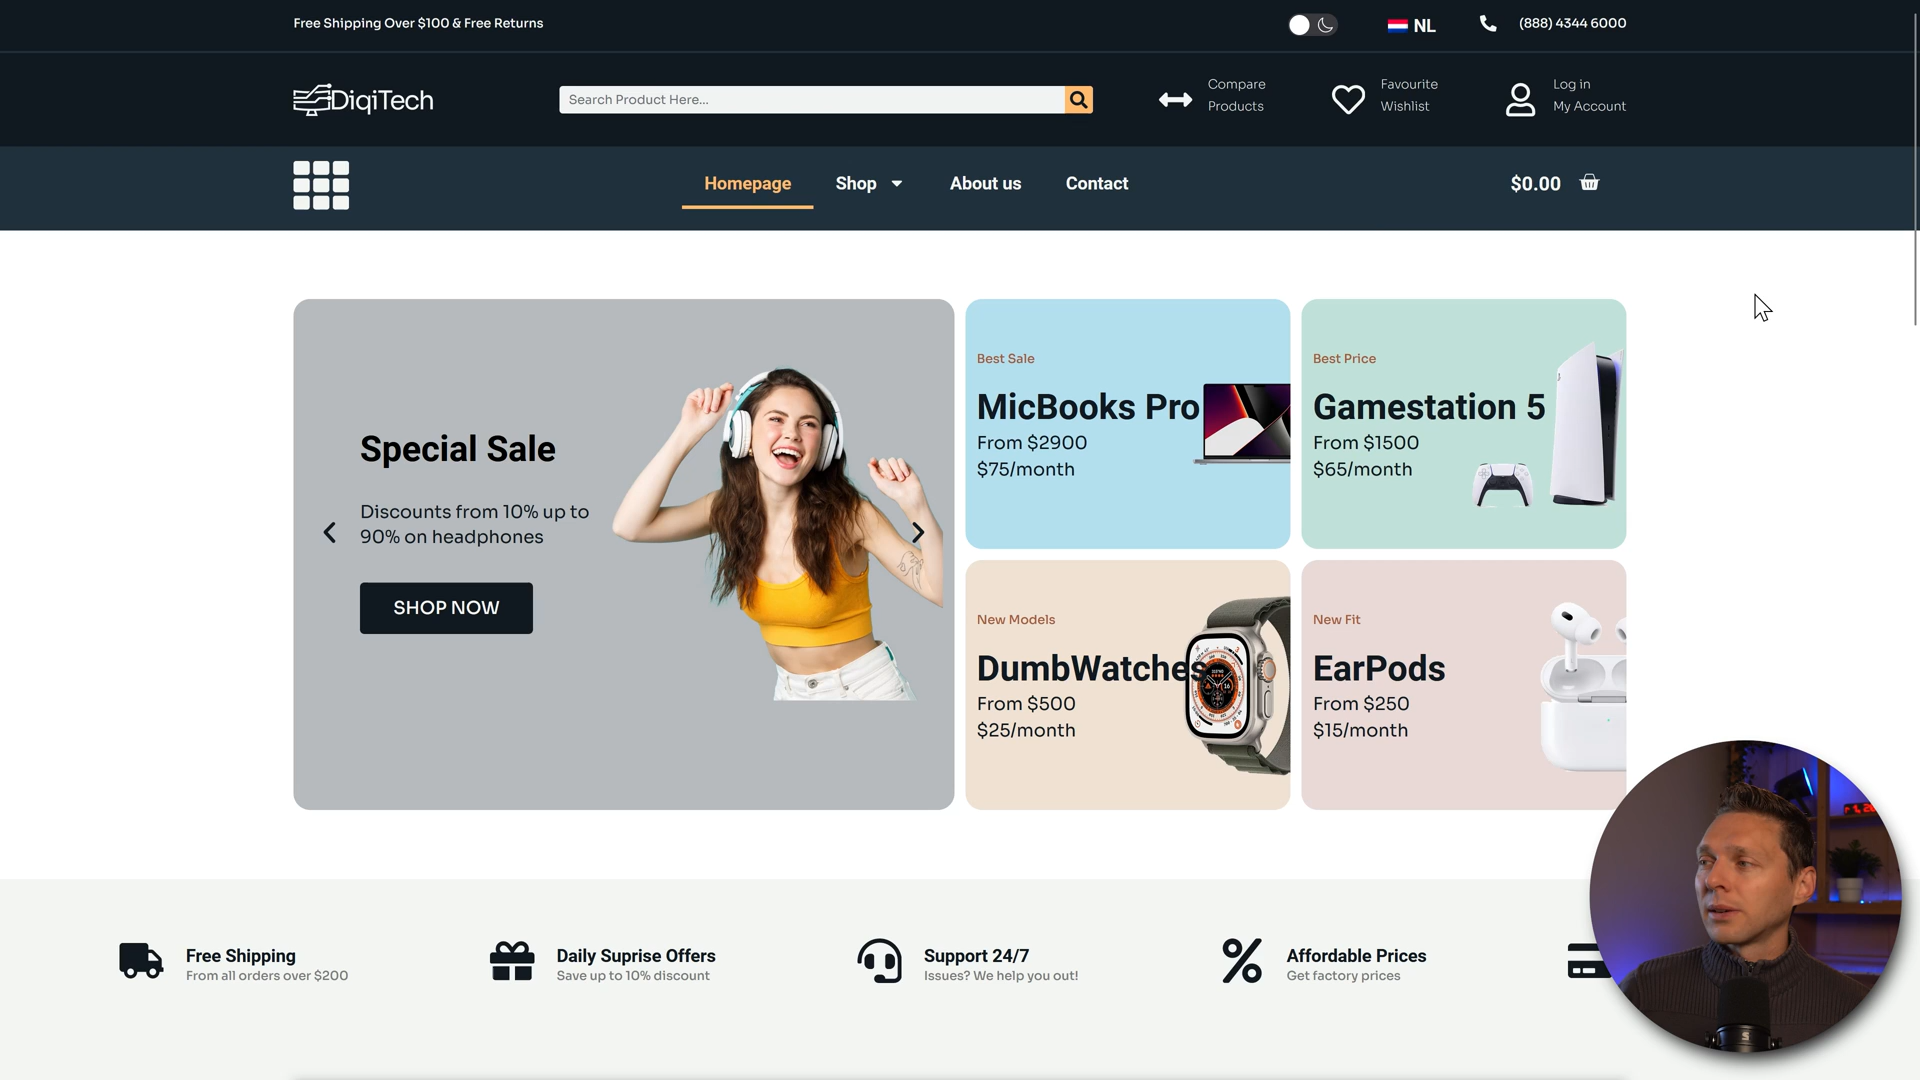 Free Shipping Over $100 & Free Returns
NL
(888) 4344 6000
DiqiTech
Search Product Here...
Compare
Products
Favourite
Wishlist
Log in
My Account
Homepage
Shop
About us
Contact
$0.00
Special Sale
Discounts from 10% up to
90% on headphones
SHOP NOW
Best Sale
MicBooks Pro
From $2900
$75/month
Best Price
Gamestation 5
From $1500
$65/month
New Models
DumbWatches
From $500
$25/month
New Fit
EarPods
From $250
$15/month
Free Shipping
From all orders over $200
Daily Suprise Offers
Save up to 10% discount
Support 24/7
Issues? We help you out!
Affordable Prices
Get factory prices